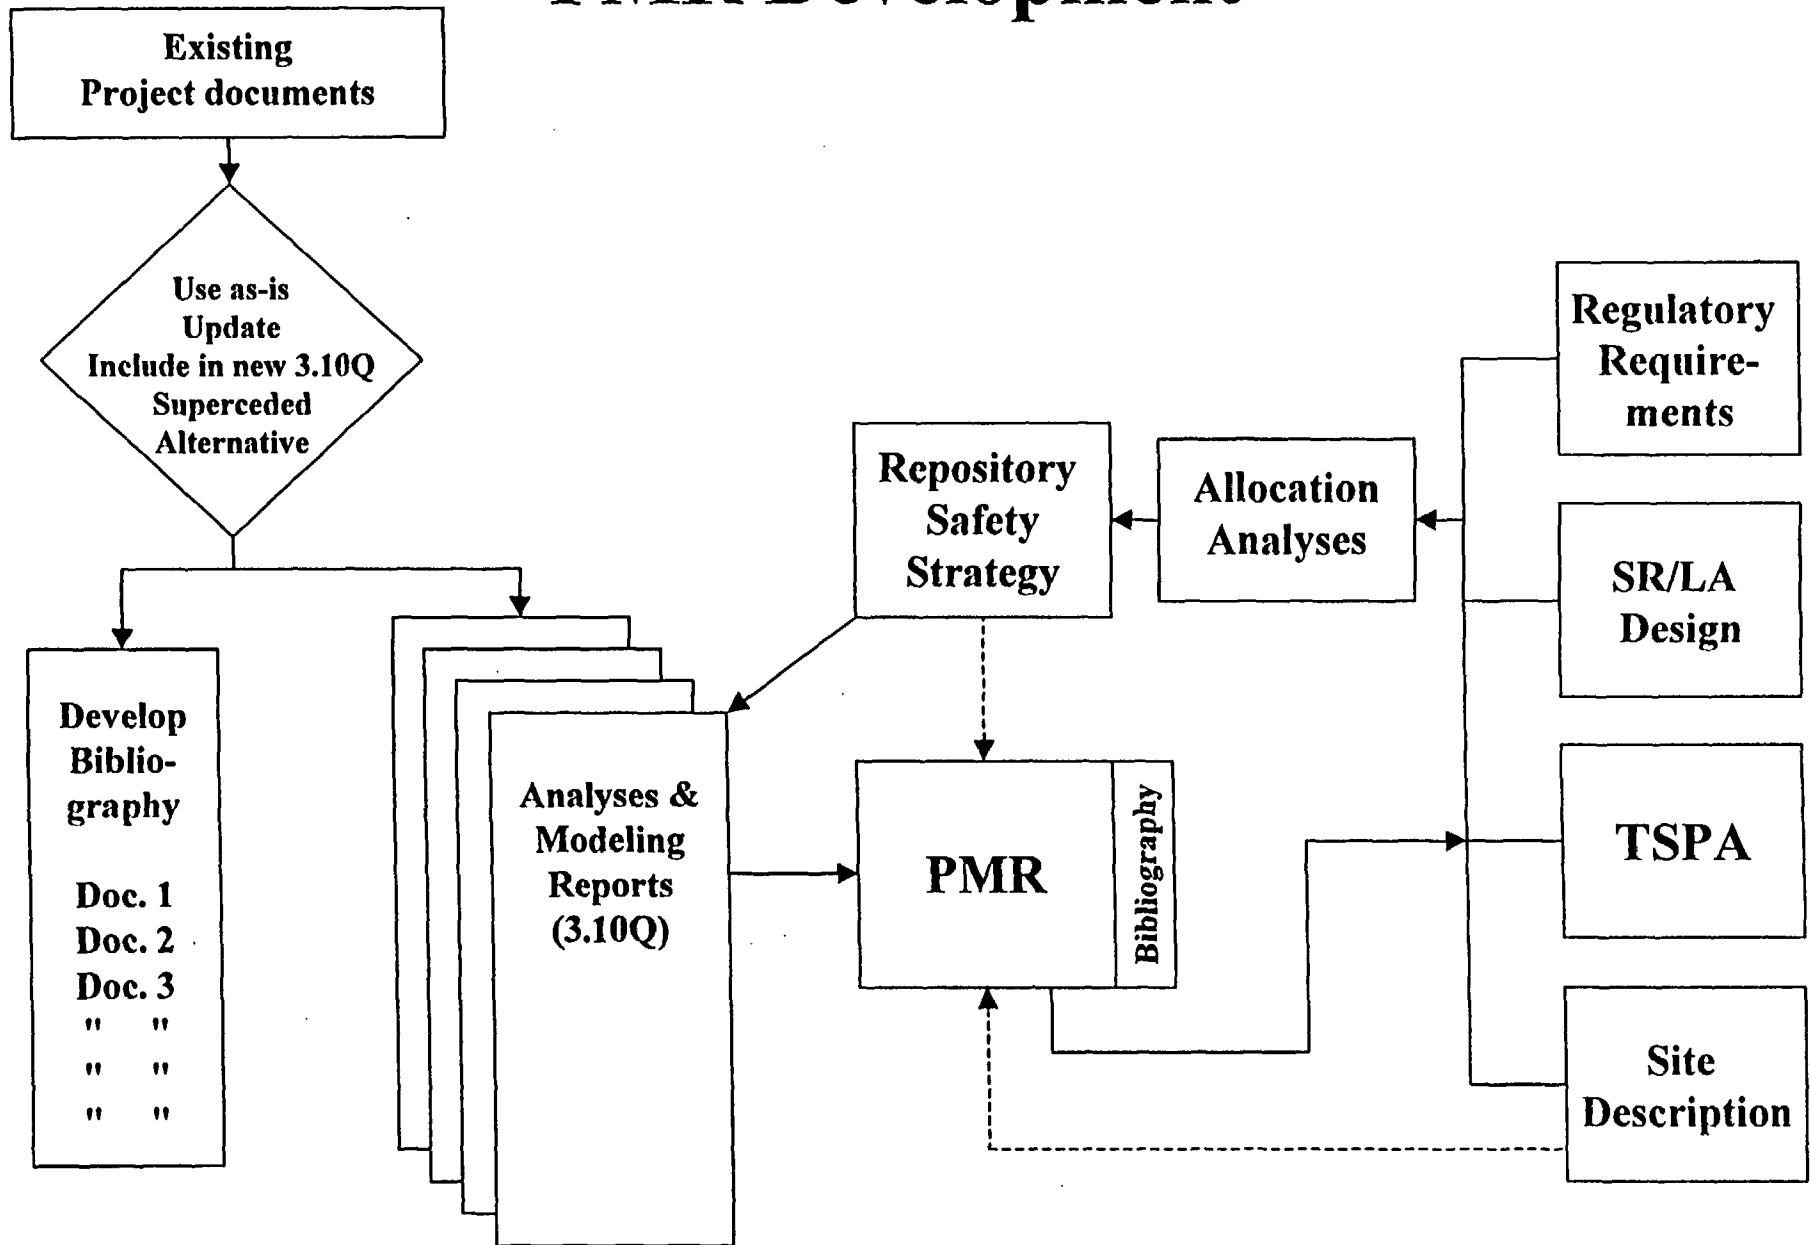 PMR Development
Existing
Project documents
Use as-is
Update
Include in new 3.10Q
Superceded
Alternative
Develop
Biblio-
graphy
Doc. 1
Doc. 2
Doc. 3
" "
" "
" "
Analyses &
Modeling
Reports
(3.10Q)
Repository
Safety
Strategy
Allocation
Analyses
PMR
Bibliography
Regulatory
Require-
ments
SR/LA
Design
TSPA
Site
Description